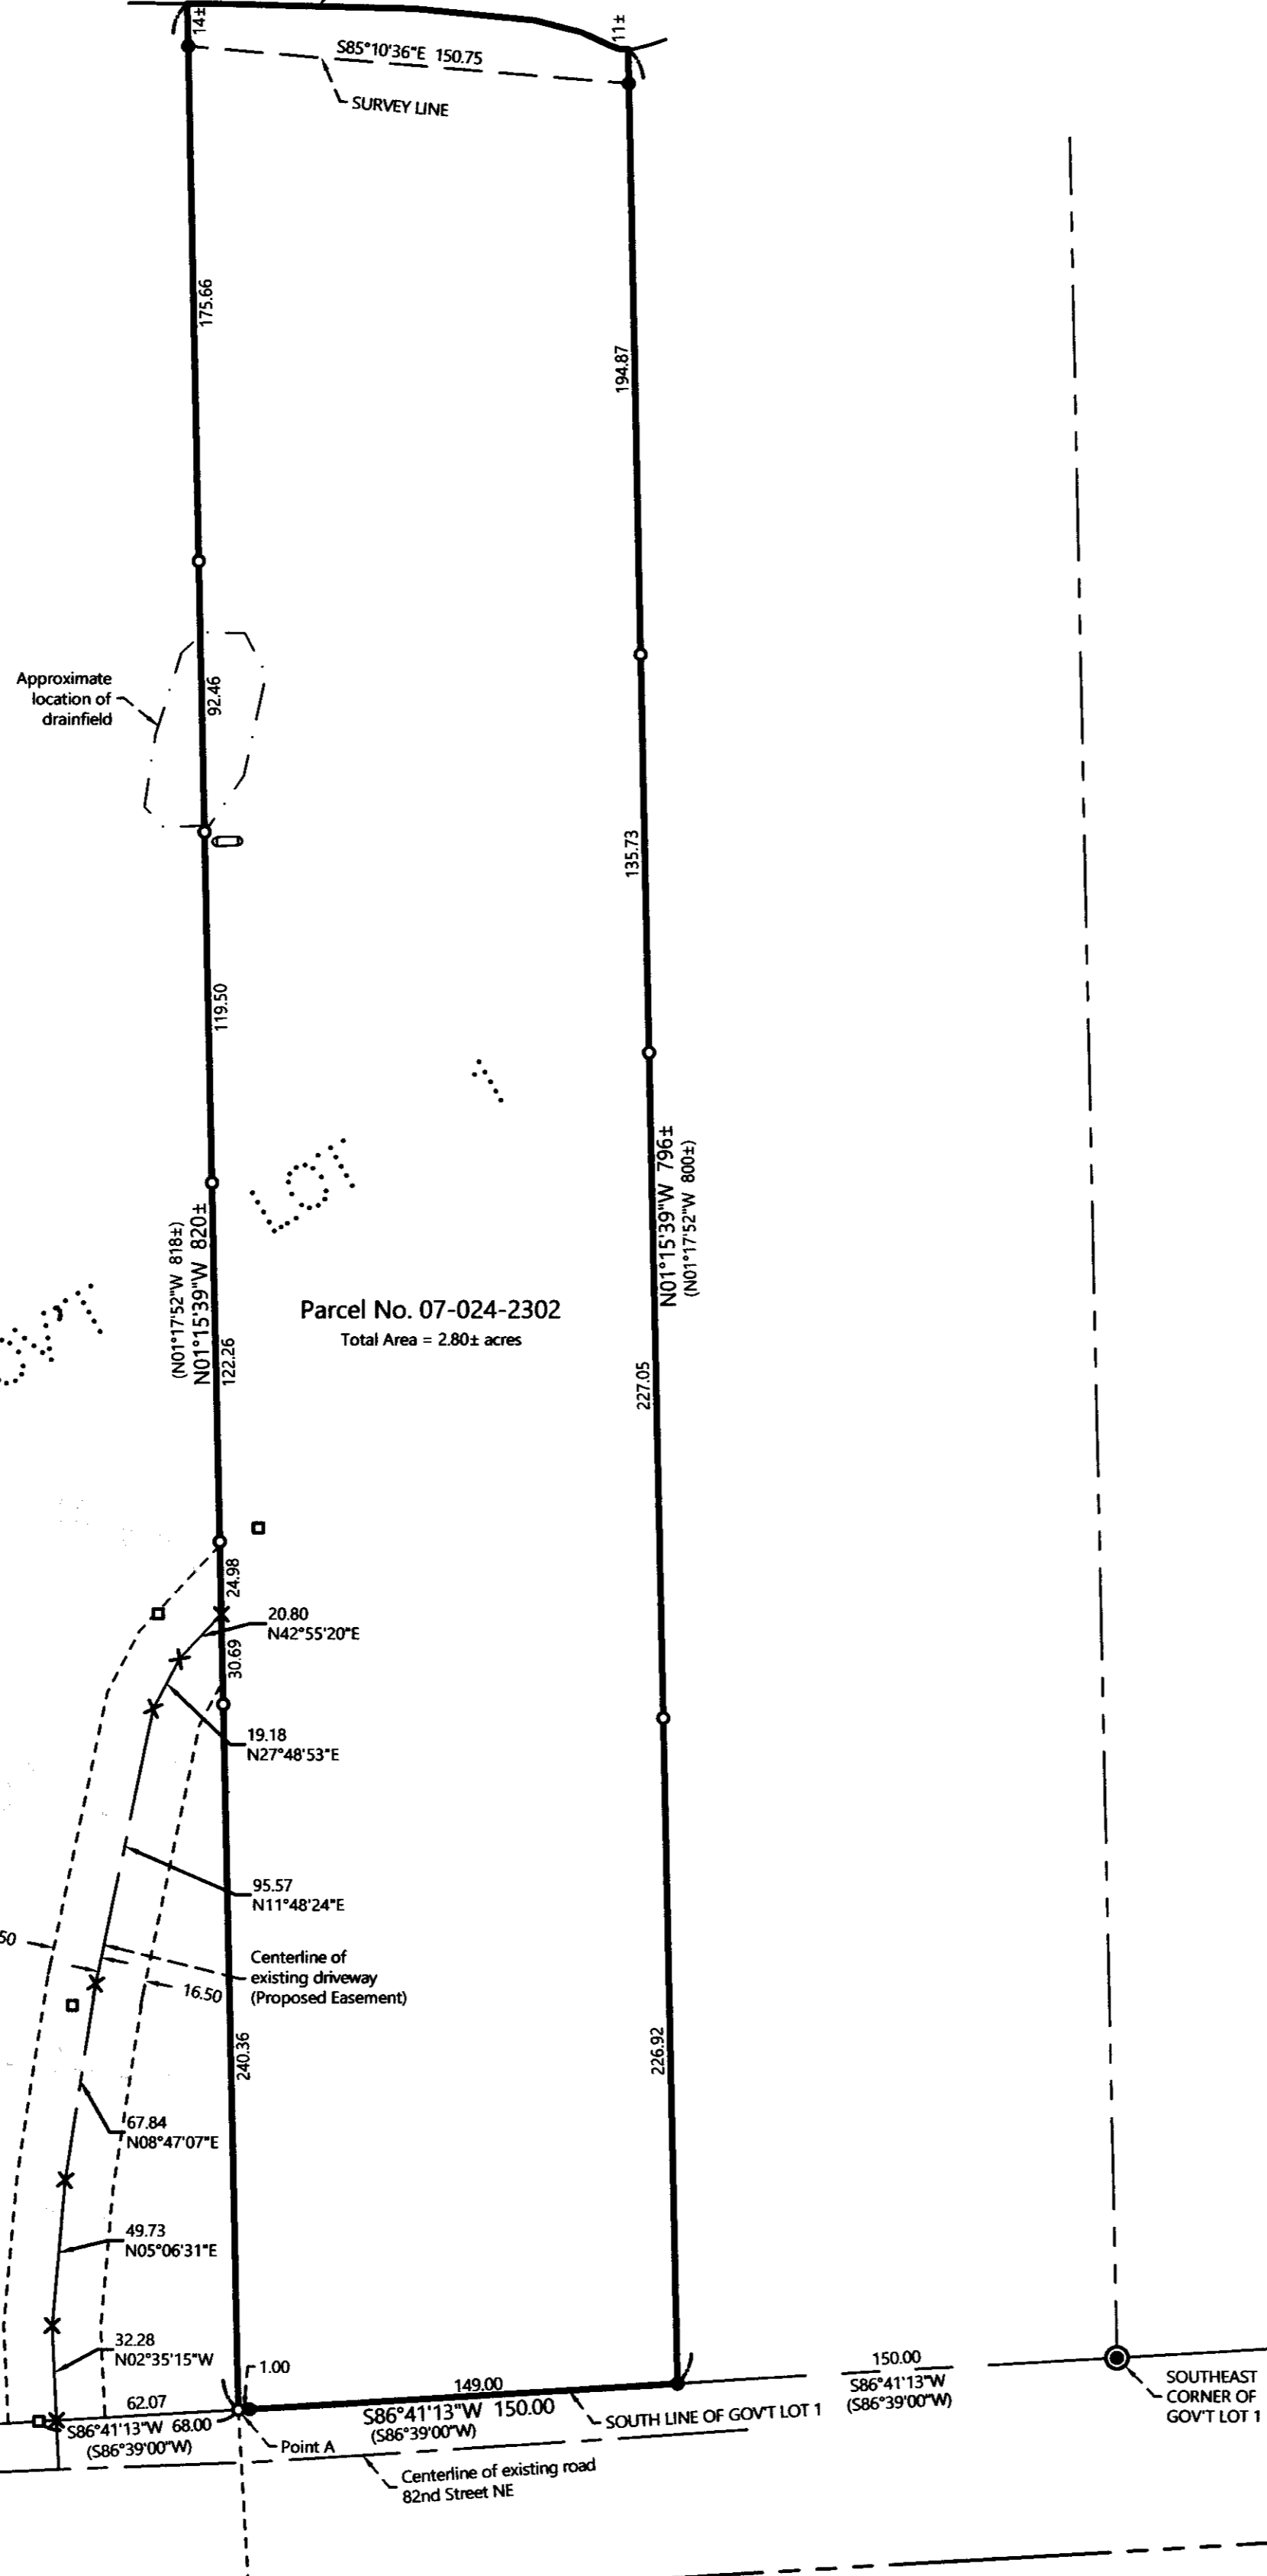 14±
11±
S85°10'36"E 150.75
SURVEY LINE
175.66
194.87
Approximate
location of
drainfield
92.46
135.73
119.50
1
LOT
(N01°17'52"W 818±)
N01°15'39"W 820±
N01°15'39"W 796±
(N01°17'52"W 800±)
Parcel No. 07-024-2302
Total Area = 2.80± acres
122.26
227.05
24.98
20.80
N42°55'20"E
30.69
19.18
N27°48'53"E
95.57
N11°48'24"E
50
Centerline of
existing driveway
(Proposed Easement)
16.50
240.36
226.92
67.84
N08°47'07"E
49.73
N05°06'31"E
32.28
N02°35'15"W
1.00
62.07
149.00
150.00
S86°41'13"W 68.00
(S86°39'00"W)
S86°41'13"W 150.00
(S86°39'00"W)
S86°41'13"W
(S86°39'00"W)
SOUTH LINE OF GOV'T LOT 1
SOUTHEAST
CORNER OF
GOV'T LOT 1
Point A
Centerline of existing road
82nd Street NE